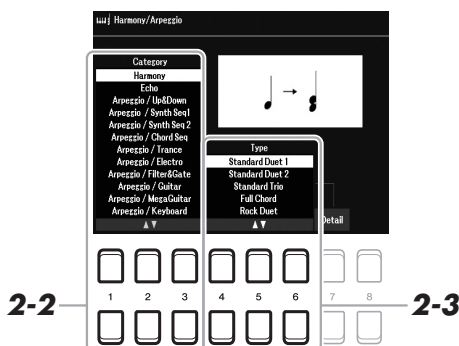 Harmony/Arpeggio
Category
Harmony
Echo
Arpeggio / Up&Down
Arpeggio / Synth Seq1
Arpeggio / Synth Seq 2
Arpeggio / Chord Seq
Arpeggio / Trance
Arpeggio / Electro
Arpeggio / Filter&Gate
Arpeggio / Guitar
Arpeggio / MegaGuitar
Arpeggio / Keyboard
▲▼
Type
Standard Duet 1
Standard Duet 2
Standard Trio
Full Chord
Rock Duet
▲▼
Detail
1 2 3 4 5 6 7 8
2-2
2-3